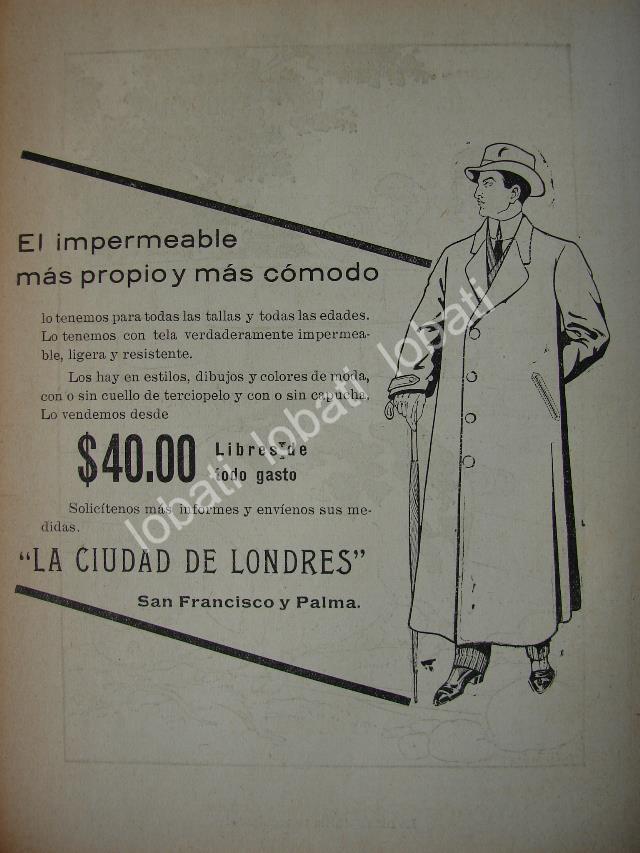 El impermeable
más propio y más cómodo
lo tenemos para todas las tallas y todas las edades.
Lo tenemos con tela verdaderamente impermea-
ble, ligera y resistente.
Los hay en estilos, dibujos y colores de moda,
con o sin cuello de terciopelo y con o sin capucha.
Lo vendemos desde
$40.00 Libres de
todo gasto
Solicítenos más informes y envíenos sus me-
didas.
"LA CIUDAD DE LONDRES"
San Francisco y Palma.
lobati lobati lobati